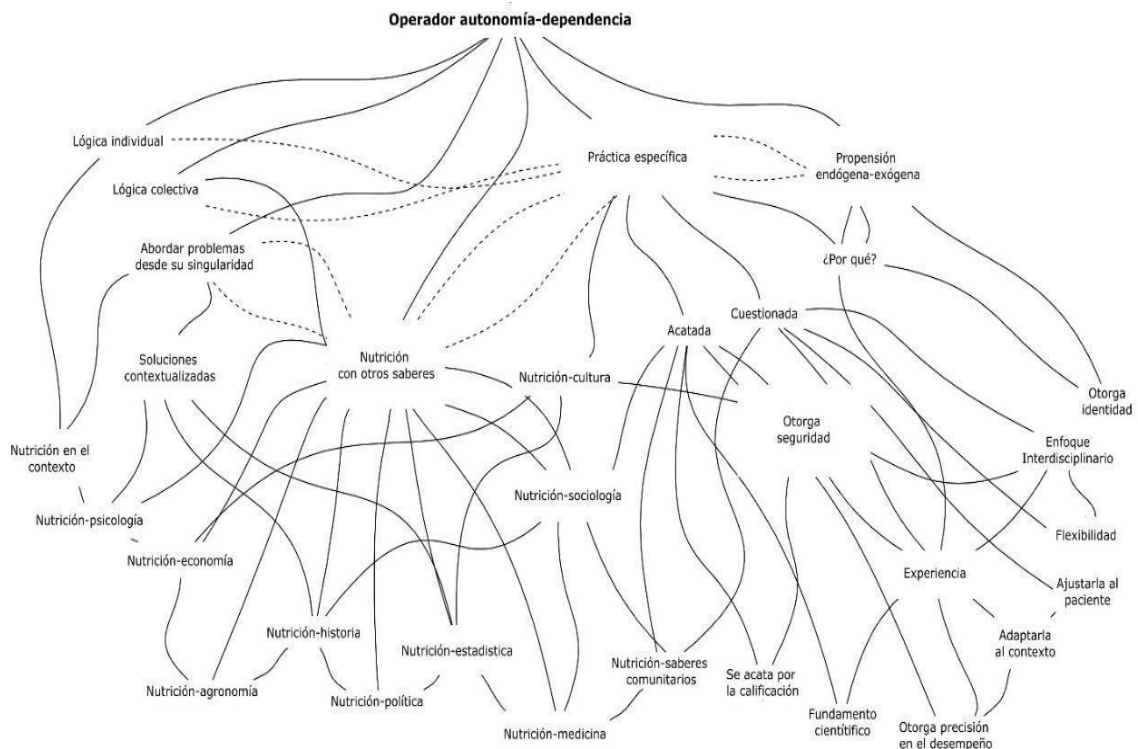 Operador autonomía-dependencia
Lógica individual
Práctica específica
Propensión
endógena-exógena
Lógica colectiva
Abordar problemas
desde su singularidad
¿Por qué?
Cuestionada
Acatada
Soluciones
contextualizadas
Nutrición
con otros saberes
Nutrición-cultura
Otorga
identidad
Otorga
seguridad
Nutrición en el
contexto
Enfoque
Interdisciplinario
Nutrición-sociología
Nutrición-psicología
Flexibilidad
Nutrición-economía
Experiencia
Ajustarla al
paciente
Nutrición-historia
Adaptarla
al contexto
Nutrición-estadistica
Nutrición-saberes
comunitarios
Se acata por
la calificación
Nutrición-agronomía
Nutrición-política
Fundamento
cienítífico
Otorga precisión
en el desempeño
Nutrición-medicina